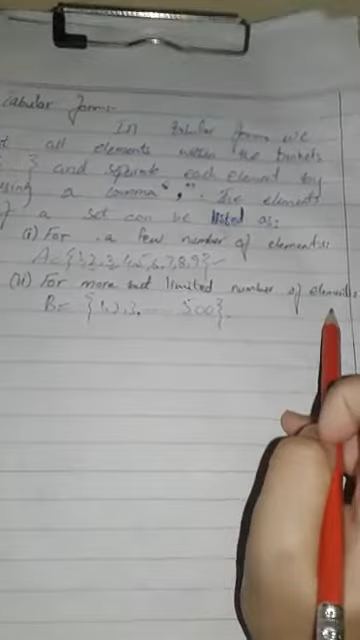 Tabular form:
In tabular form we
all elements within the brackets
} and separate each element by
using a comma ",". The elements
of a set can be listed as:
(i) For a few number of elements:
A = {1,2,3,4,5,6,7,8,9}
(ii) For more but limited number of elements:
B = {1,2,3, ---- 500}.